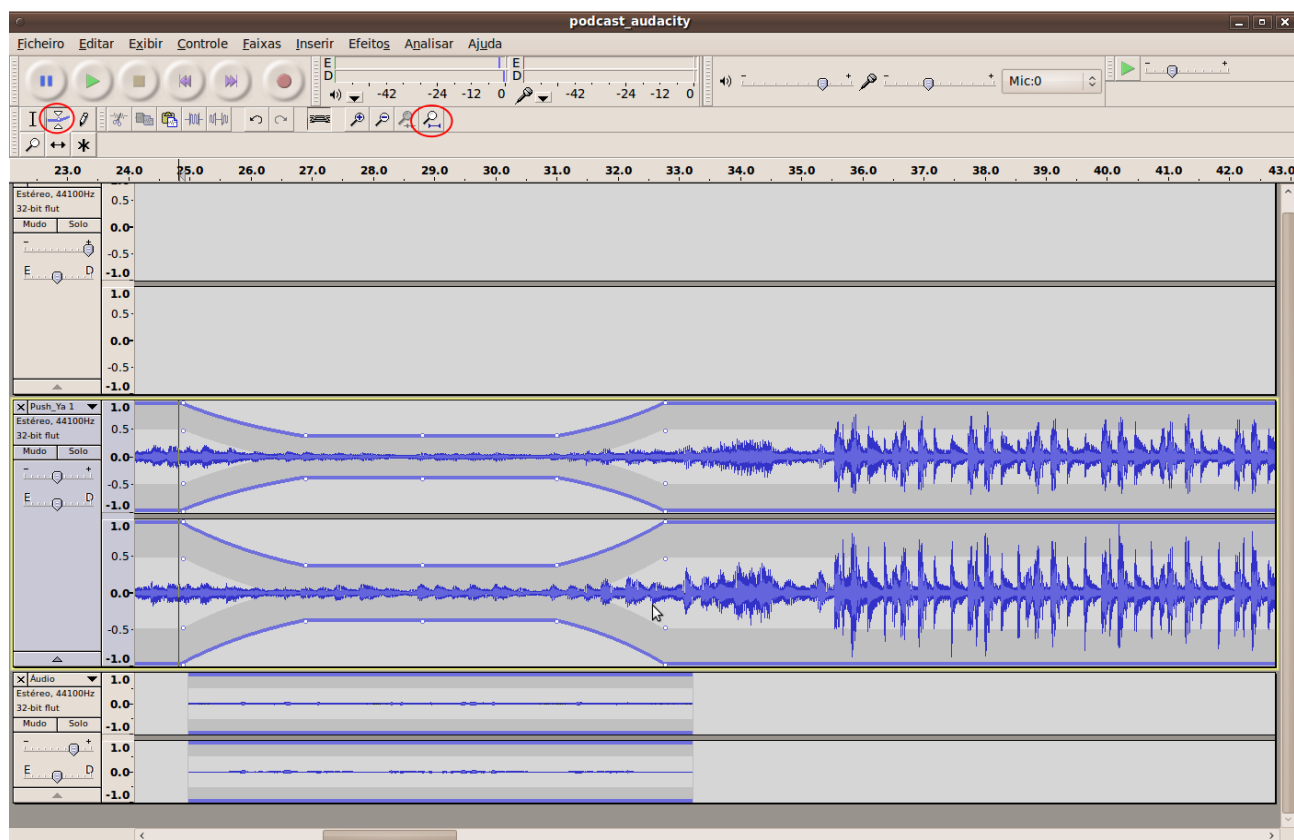 podcast_audacity
Ficheiro Editar Exibir Controle Faixas Inserir Efeitos Analisar Ajuda
E E
D D
-42 -24 -12 0 -42 -24 -12 0
- + - + Mic:0 - +
23.0 24.0 25.0 26.0 27.0 28.0 29.0 30.0 31.0 32.0 33.0 34.0 35.0 36.0 37.0 38.0 39.0 40.0 41.0 42.0 43.0
Estéreo, 44100Hz
32-bit flut
Mudo Solo
- +
E D
0.5
0.0
-0.5
-1.0
1.0
0.5
0.0
-0.5
-1.0
X Push_Ya 1
Estéreo, 44100Hz
32-bit flut
Mudo Solo
- +
E D
1.0
0.5
0.0
-0.5
-1.0
1.0
0.5
0.0
-0.5
-1.0
X Áudio
Estéreo, 44100Hz
32-bit flut
Mudo Solo
- +
E D
1.0
0.0
-1.0
1.0
0.0
-1.0